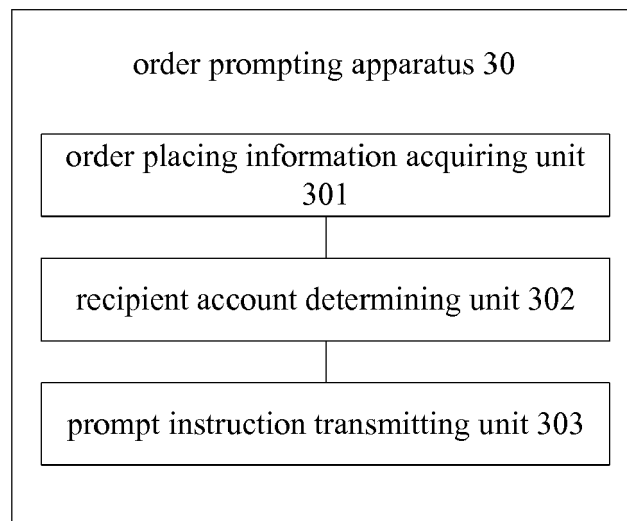 order prompting apparatus 30
order placing information acquiring unit
301
recipient account determining unit 302
prompt instruction transmitting unit 303